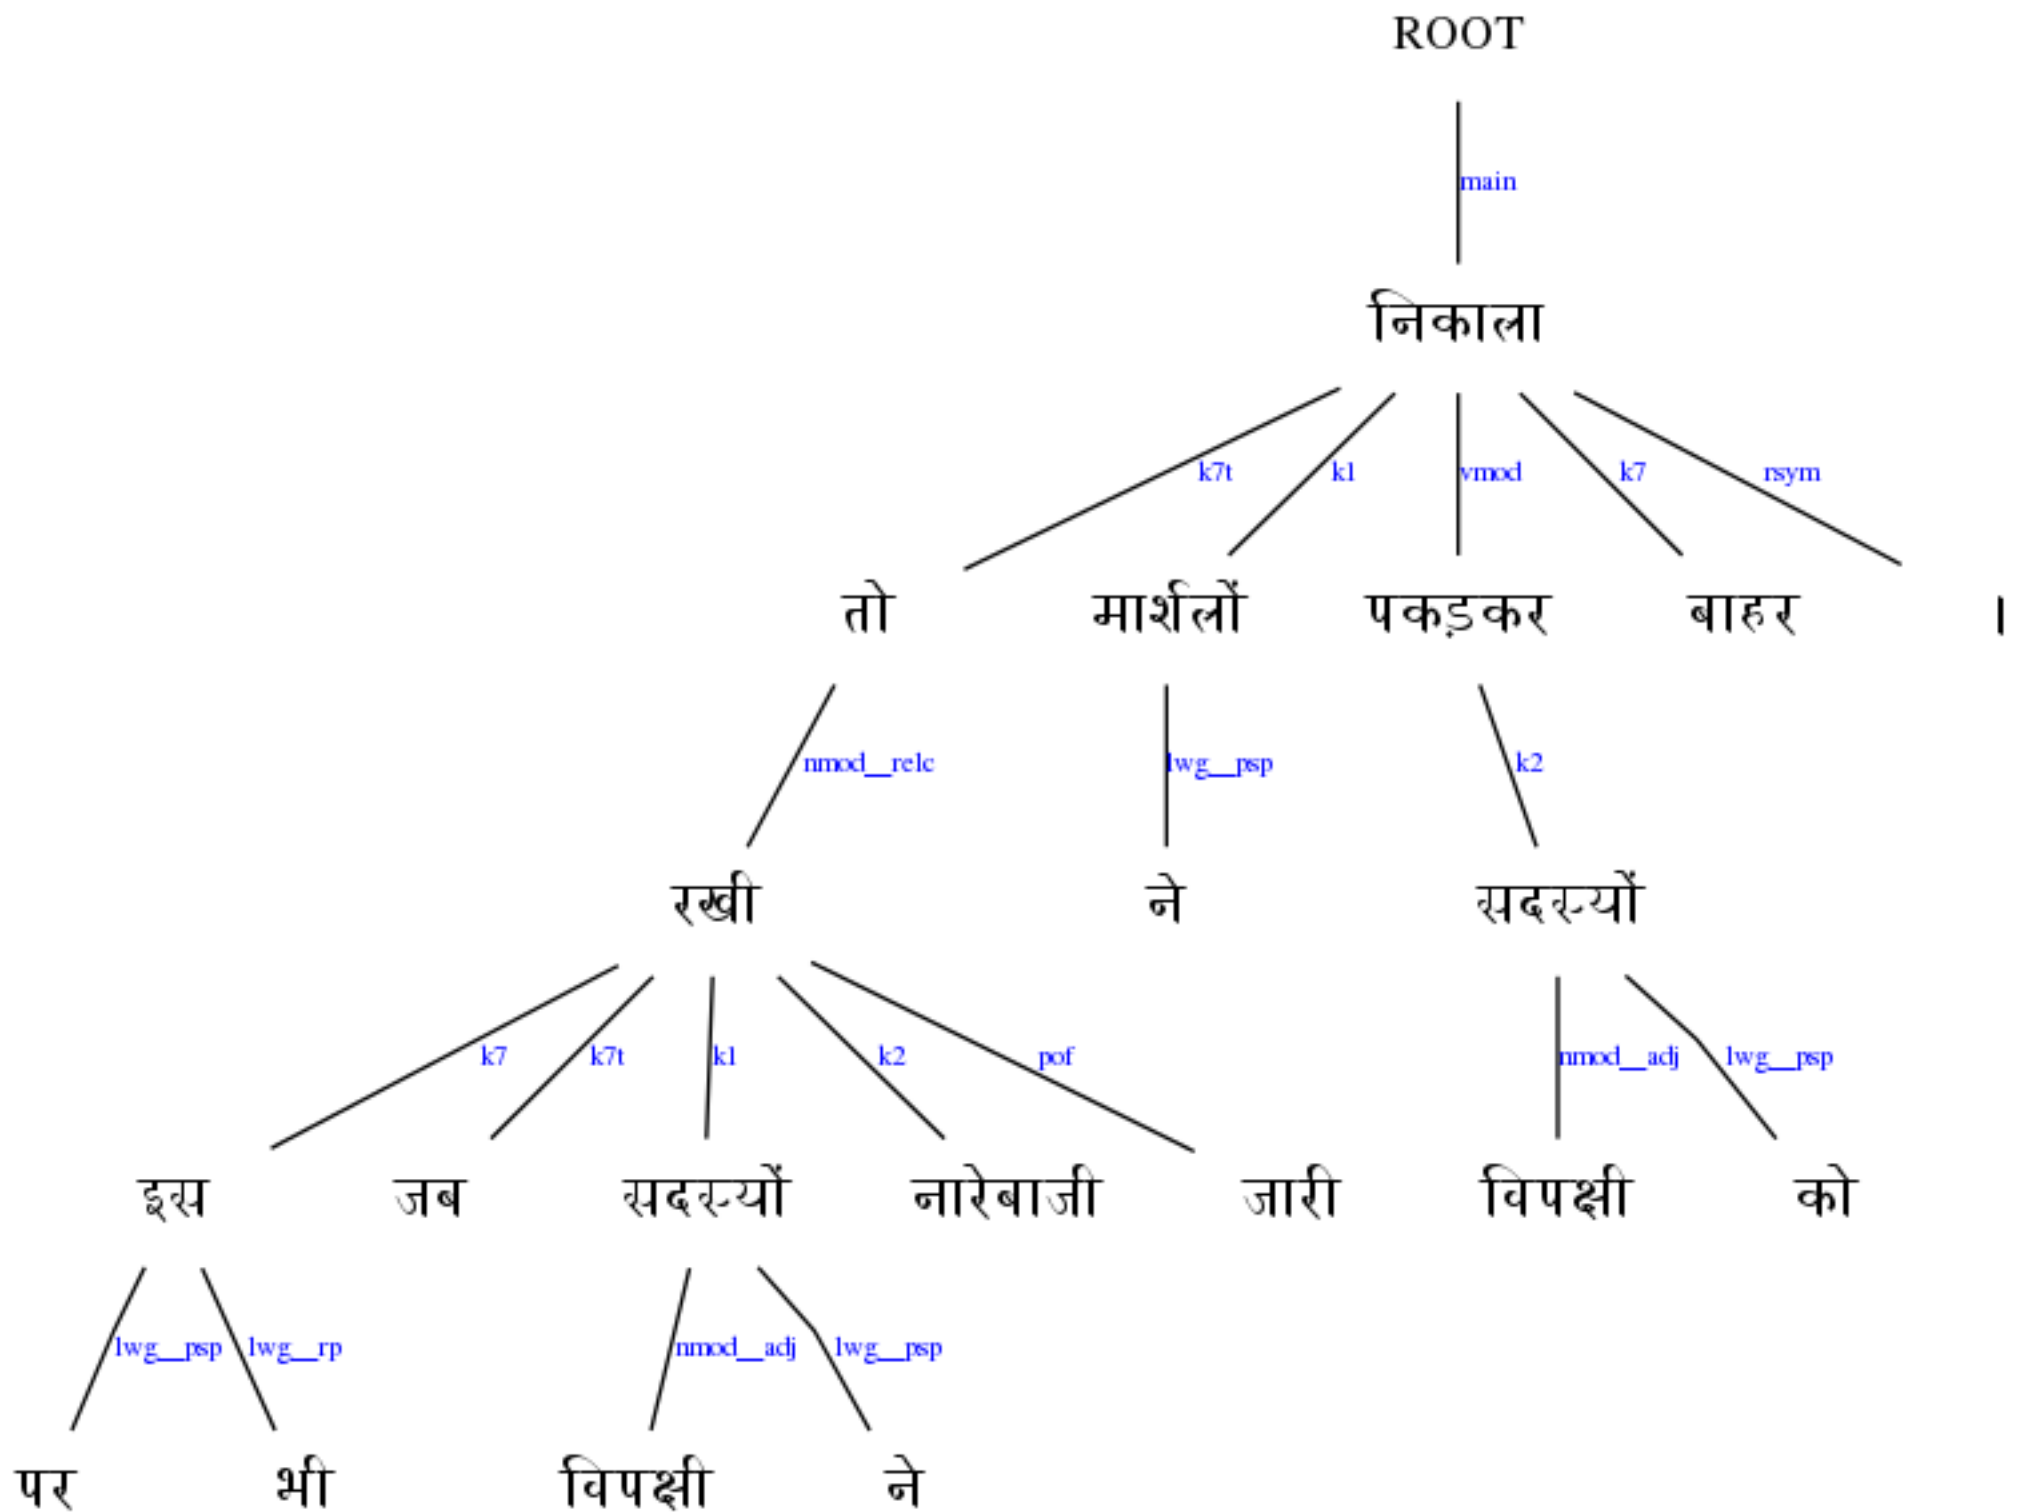 ROOT
main
निकाला
k7t k1 vmod k7 rsym
तो मार्शलों पकड़कर बाहर ।
nmod__relc lwg__psp k2
रखी ने सदस्यों
k7 k7t k1 k2 pof nmod__adj lwg__psp
इस जब सदस्यों नारेबाजी जारी विपक्षी को
lwg__psp lwg__rp nmod__adj lwg__psp
पर भी विपक्षी ने